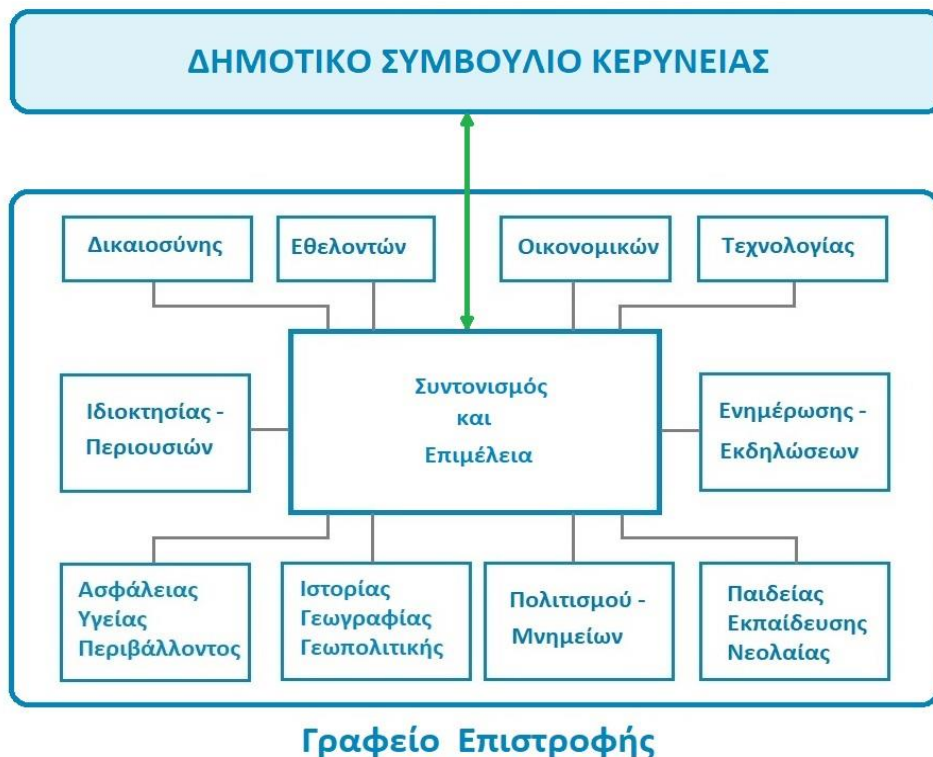 ΔΗΜΟΤΙΚΟ ΣΥΜΒΟΥΛΙΟ ΚΕΡΥΝΕΙΑΣ
Δικαιοσύνης
Εθελοντών
Οικονομικών
Τεχνολογίας
Ιδιοκτησίας -
Περιουσιών
Συντονισμός
και
Επιμέλεια
Ενημέρωσης -
Εκδηλώσεων
Ασφάλειας
Υγείας
Περιβάλλοντος
Ιστορίας
Γεωγραφίας
Γεωπολιτικής
Πολιτισμού -
Μνημείων
Παιδείας
Εκπαίδευσης
Νεολαίας
Γραφείο Επιστροφής